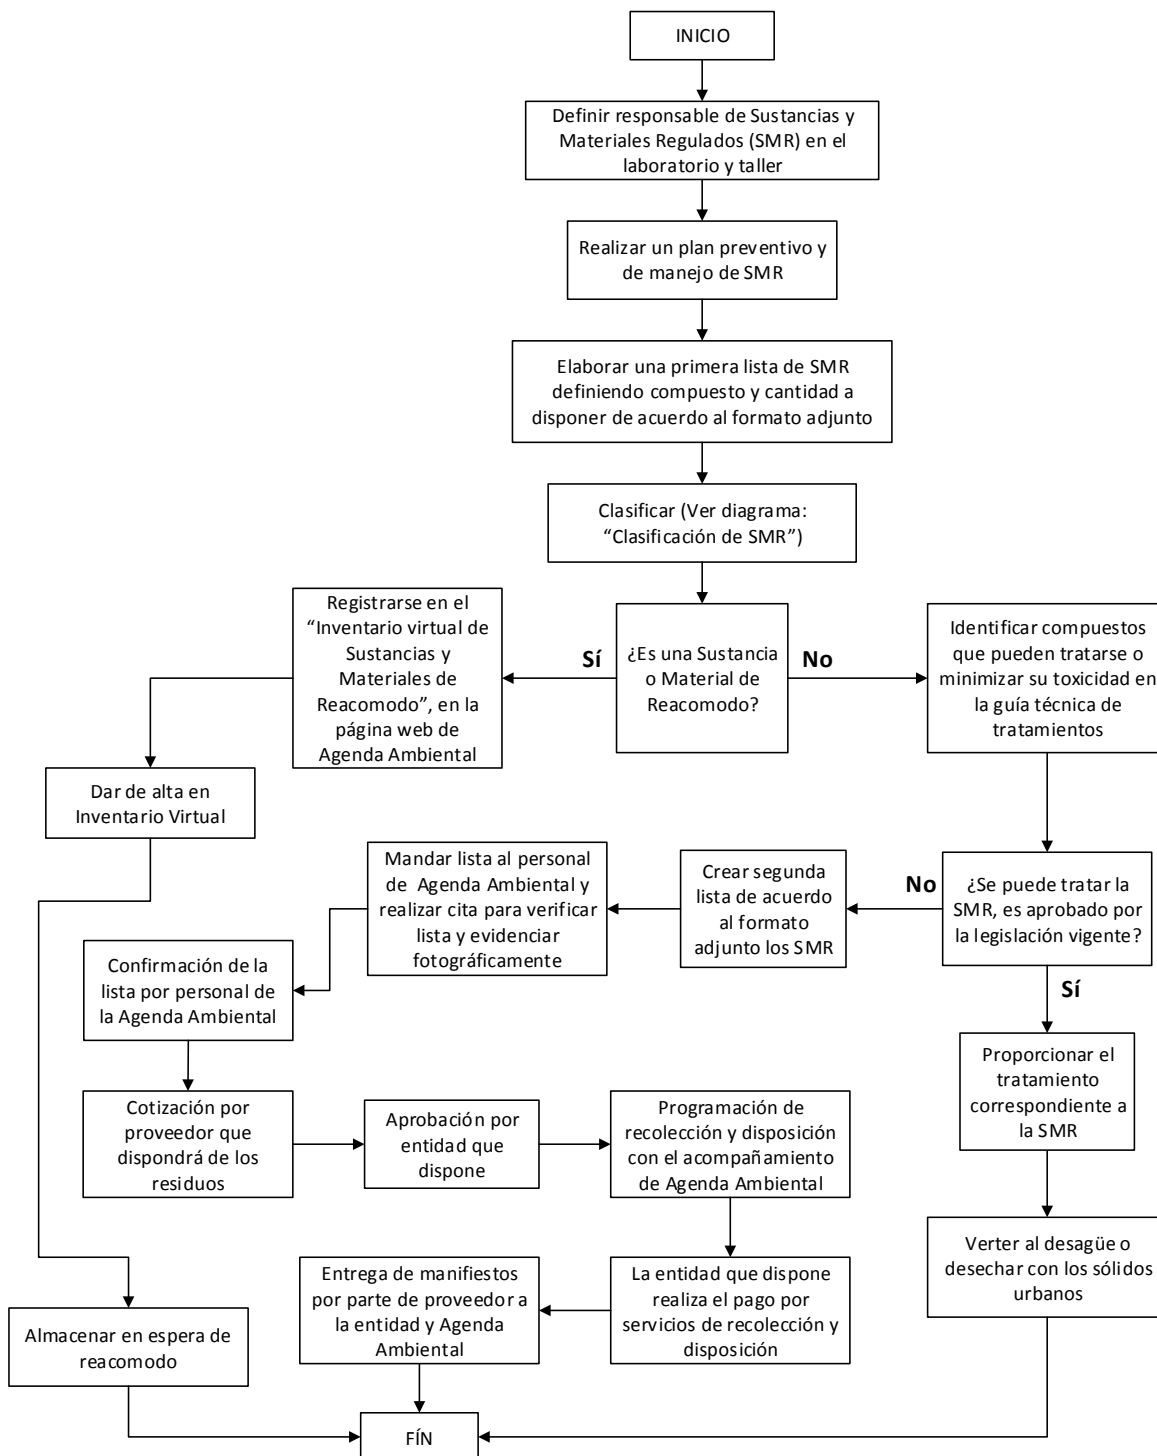 INICIO
Definir responsable de Sustancias y
Materiales Regulados (SMR) en el
laboratorio y taller
Realizar un plan preventivo y
de manejo de SMR
Elaborar una primera lista de SMR
definiendo compuesto y cantidad a
disponer de acuerdo al formato adjunto
Clasificar (Ver diagrama:
“Clasificación de SMR”)
¿Es una Sustancia
o Material de
Reacomodo?
Sí
Registrarse en el
“Inventario virtual de
Sustancias y
Materiales de
Reacomodo”, en la
página web de
Agenda Ambiental
Dar de alta en
Inventario Virtual
Almacenar en espera de
reacomodo
No
Identificar compuestos
que pueden tratarse o
minimizar su toxicidad en
la guía técnica de
tratamientos
¿Se puede tratar la
SMR, es aprobado por
la legislación vigente?
No
Crear segunda
lista de acuerdo
al formato
adjunto los SMR
Mandar lista al personal
de Agenda Ambiental y
realizar cita para verificar
lista y evidenciar
fotográficamente
Confirmación de la
lista por personal de
la Agenda Ambiental
Cotización por
proveedor que
dispondrá de los
residuos
Aprobación por
entidad que
dispone
Programación de
recolección y disposición
con el acompañamiento
de Agenda Ambiental
La entidad que dispone
realiza el pago por
servicios de recolección y
disposición
Entrega de manifiestos
por parte de proveedor a
la entidad y Agenda
Ambiental
Sí
Proporcionar el
tratamiento
correspondiente a
la SMR
Verter al desagüe o
desechar con los sólidos
urbanos
FÍN